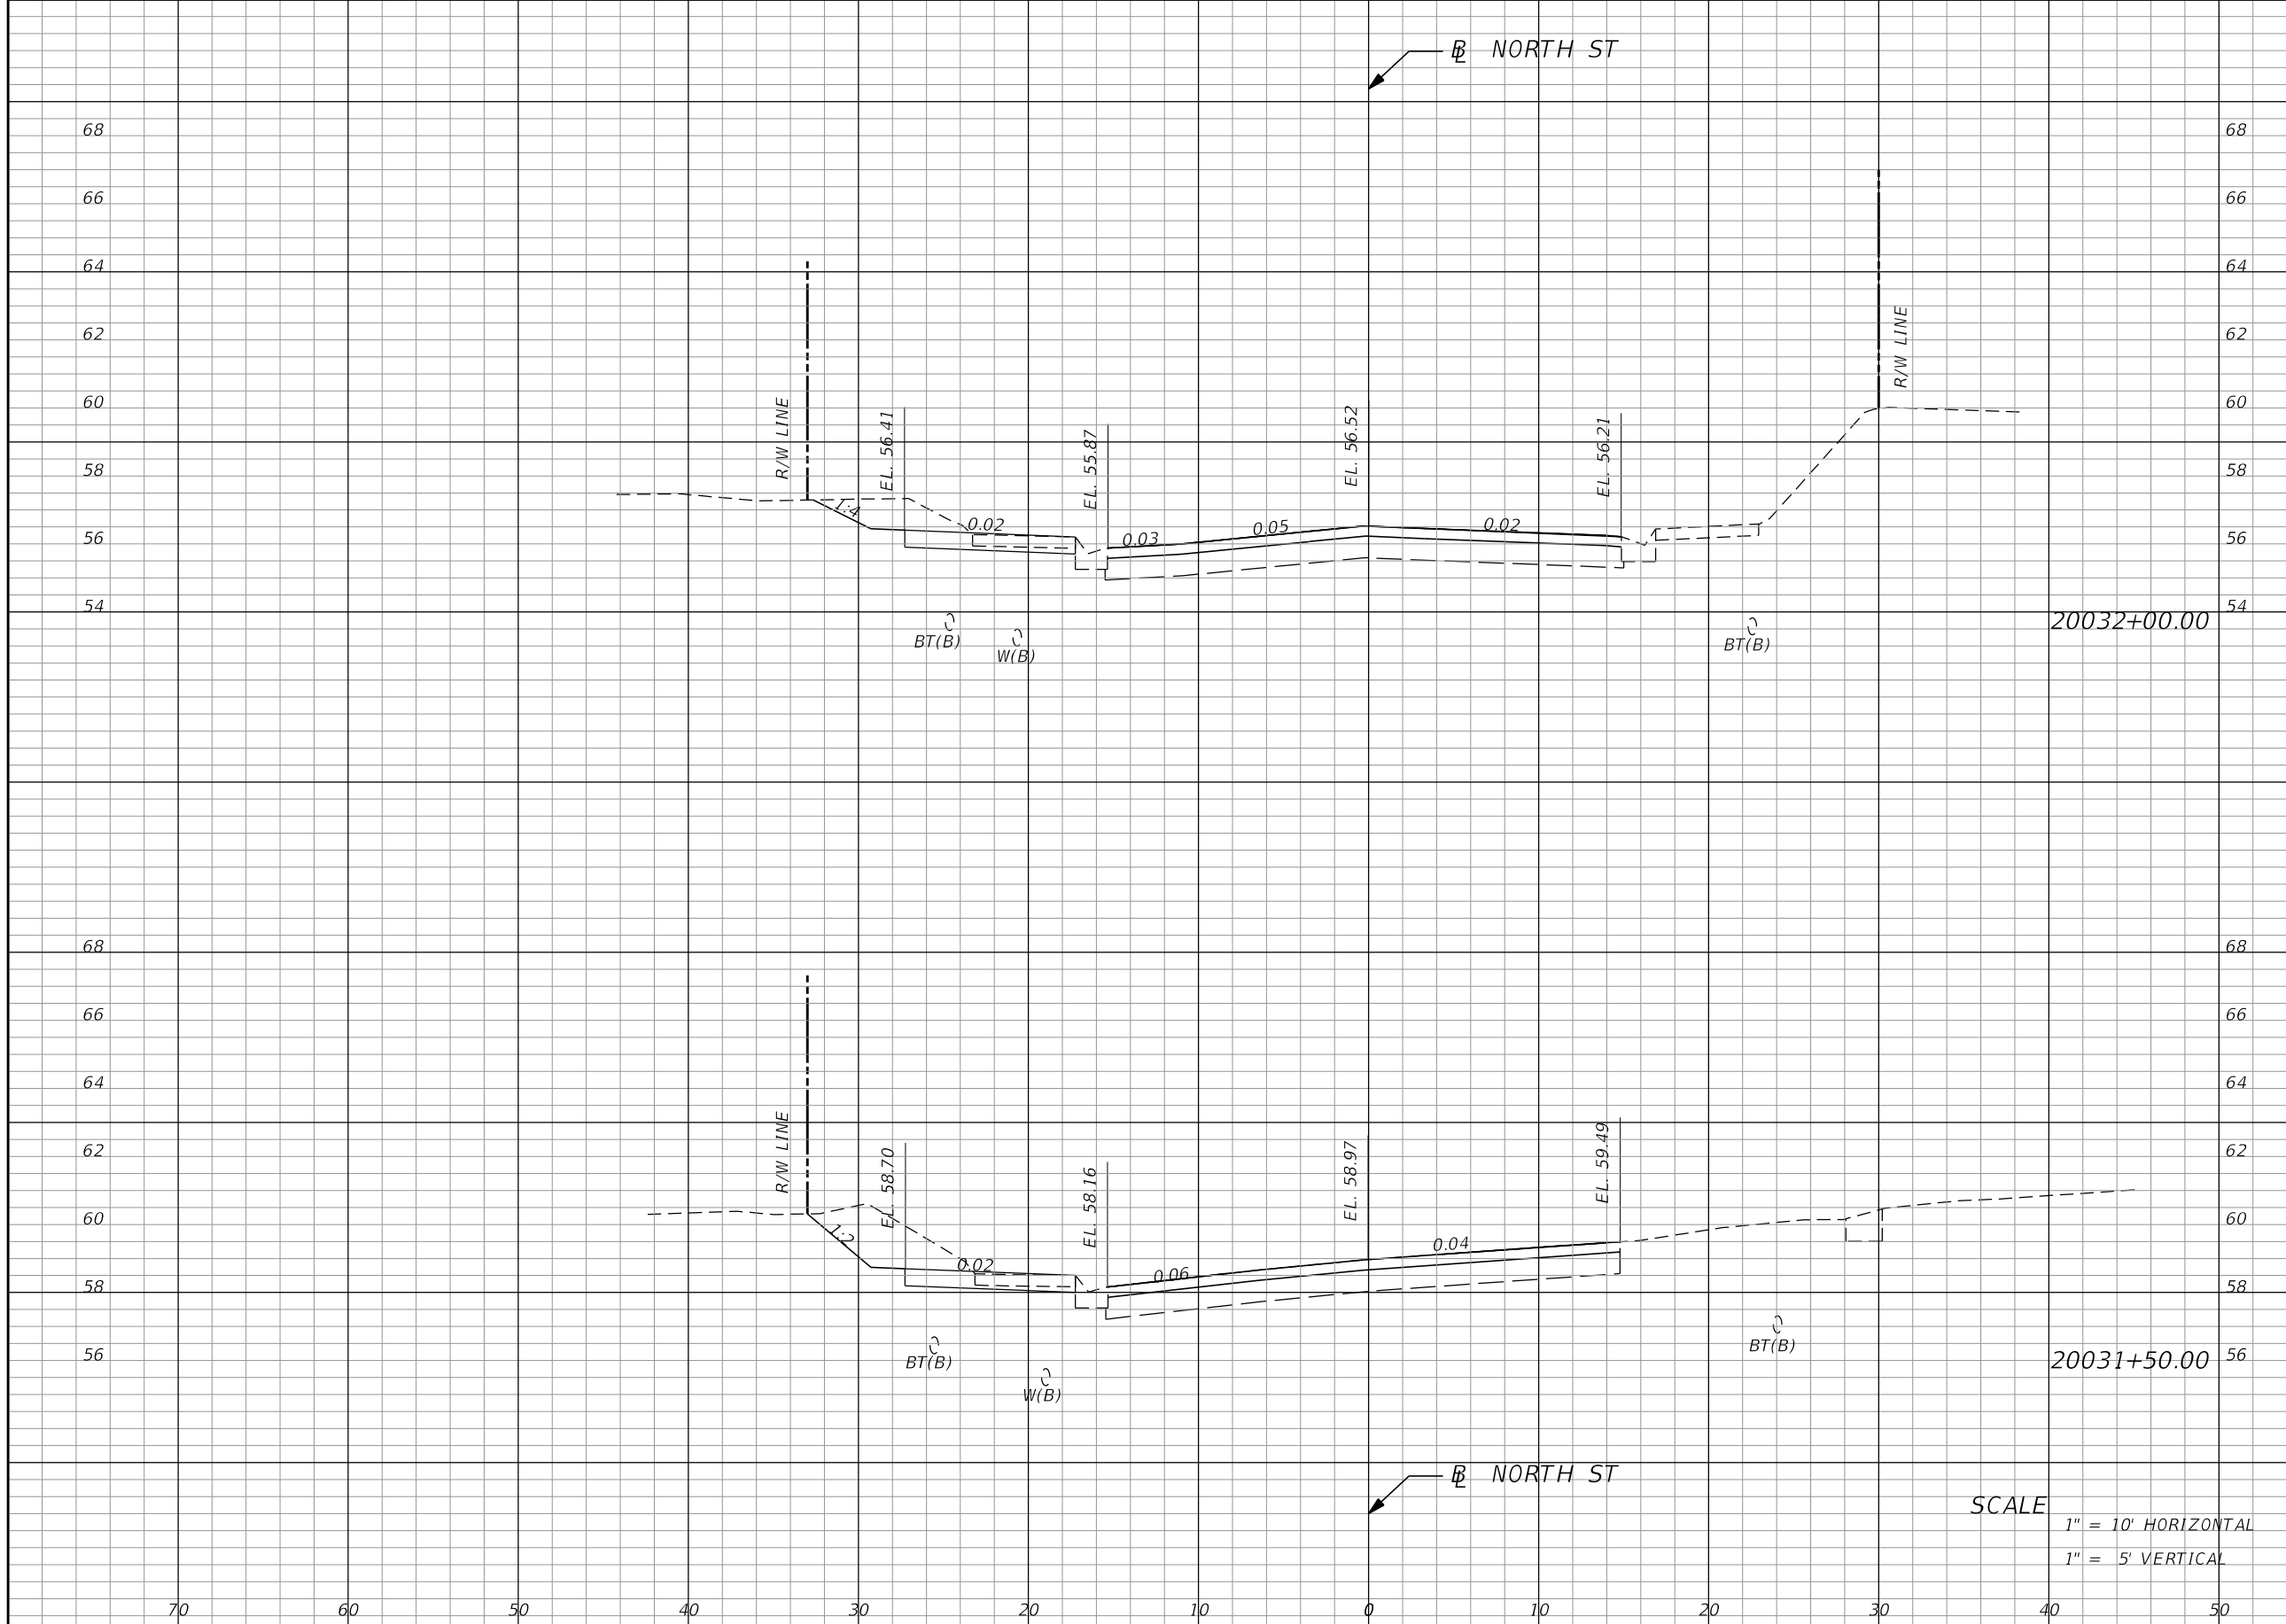 BL NORTH ST
68 68
66 66
64 64
62 62
60 60
58 58
56 56
54 54
R/W LINE
EL. 56.41
EL. 55.87
EL. 56.52
EL. 56.21
R/W LINE
1:4
0.02
0.03
0.05
0.02
BT(B)
W(B)
BT(B)
20032+00.00
68 68
66 66
64 64
62 62
60 60
58 58
56 56
R/W LINE
EL. 58.70
EL. 58.16
EL. 58.97
EL. 59.49
1:2
0.02
0.06
0.04
BT(B)
W(B)
BT(B)
20031+50.00
BL NORTH ST
SCALE
1" = 10' HORIZONTAL
1" = 5' VERTICAL
70 60 50 40 30 20 10 0 10 20 30 40 50